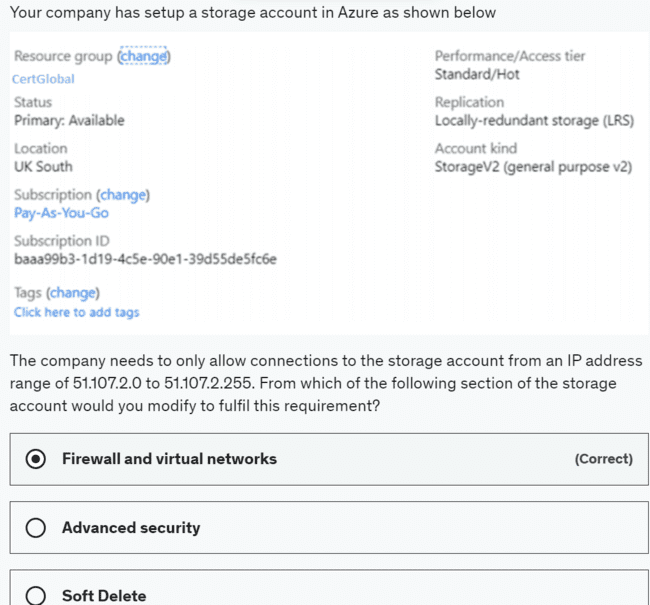 Your company has setup a storage account in Azure as shown below
Resource group (change)
CertGlobal
Status
Primary: Available
Location
UK South
Subscription (change)
Pay-As-You-Go
Subscription ID
baaa99b3-1d19-4c5e-90e1-39d55de5fc6e
Tags (change)
Click here to add tags
Performance/Access tier
Standard/Hot
Replication
Locally-redundant storage (LRS)
Account kind
StorageV2 (general purpose v2)
The company needs to only allow connections to the storage account from an IP address
range of 51.107.2.0 to 51.107.2.255. From which of the following section of the storage
account would you modify to fulfil this requirement?
Firewall and virtual networks (Correct)
Advanced security
Soft Delete